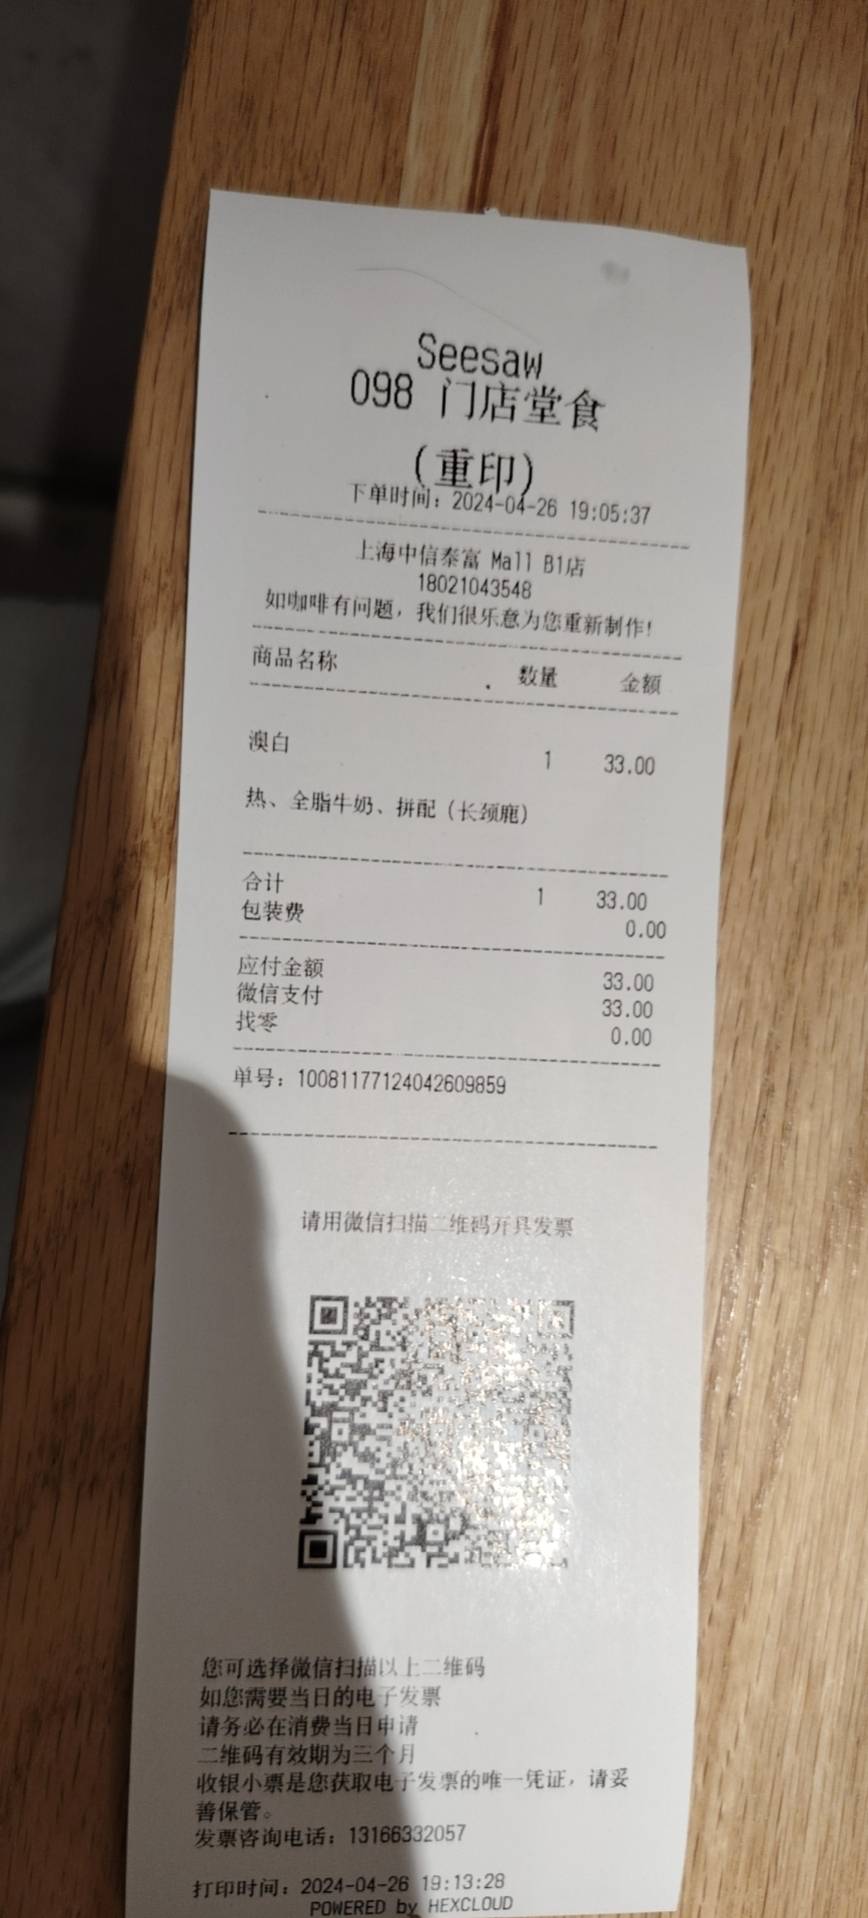 Seesaw
098 门店堂食
(重印)
下单时间: 2024-04-26 19:05:37
上海中信泰富 Mall B1店
18021043548
如咖啡有问题, 我们很乐意为您重新制作!
商品名称 数量 金额
澳白 1 33.00
热、全脂牛奶、拼配 (长颈鹿)
合计 1 33.00
包装费 0.00
应付金额 33.00
微信支付 33.00
找零 0.00
单号: 10081177124042609859
请用微信扫描二维码开具发票
您可选择微信扫描以上二维码
如您需要当日的电子发票
请务必在消费当日申请
二维码有效期为三个月
收银小票是您获取电子发票的唯一凭证, 请妥
善保管。
发票咨询电话: 13166332057
打印时间: 2024-04-26 19:13:28
POWERED by HEXCLOUD